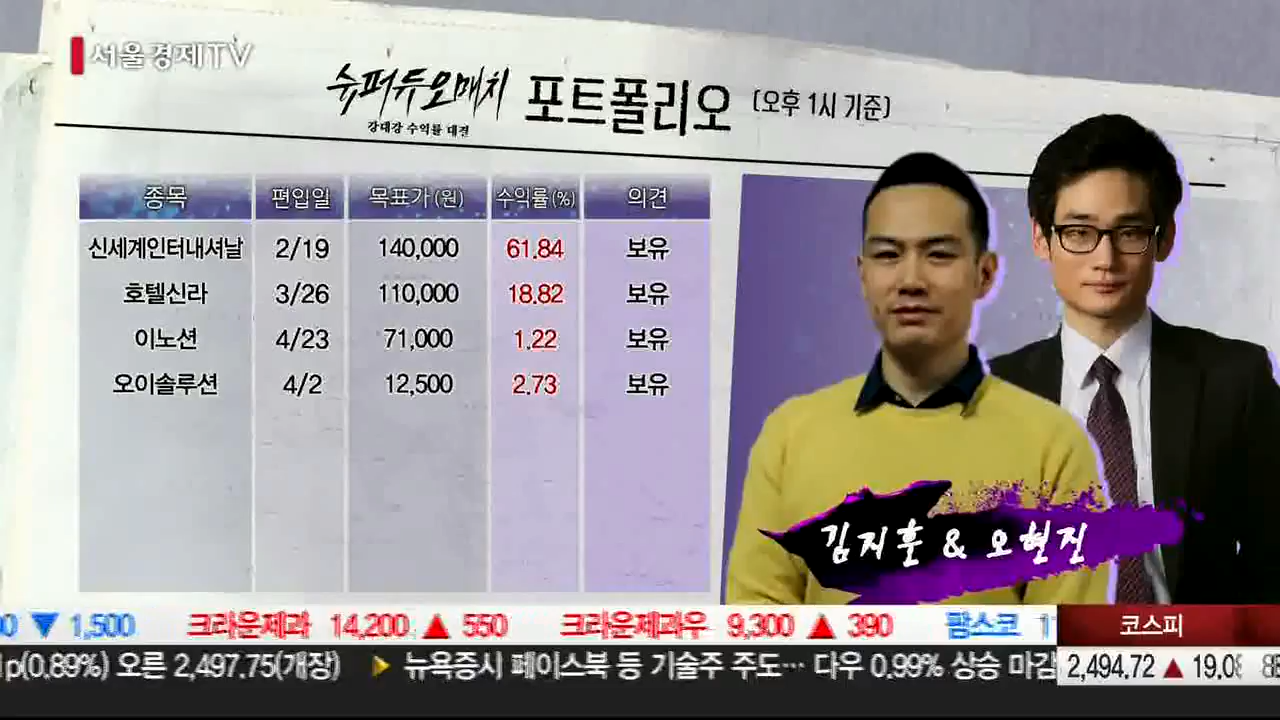 서울경제TV
슈퍼듀오매치 포트폴리오 (오후 1시 기준)
강대강 수익률 대결
종목 편입일 목표가(원) 수익률(%) 의견
신세계인터내셔날 2/19 140,000 61.84 보유
호텔신라 3/26 110,000 18.82 보유
이노션 4/23 71,000 1.22 보유
오이솔루션 4/2 12,500 2.73 보유
김지훈 & 오현진
▼ 1,500 크라운제과 14,200 ▲ 550 크라운제과우 9,300 ▲ 390 팜스코
코스피
(0.89%) 오른 2,497.75(개장) ▶ 뉴욕증시 페이스북 등 기술주 주도… 다우 0.99% 상승 마감
2,494.72 ▲ 19.0